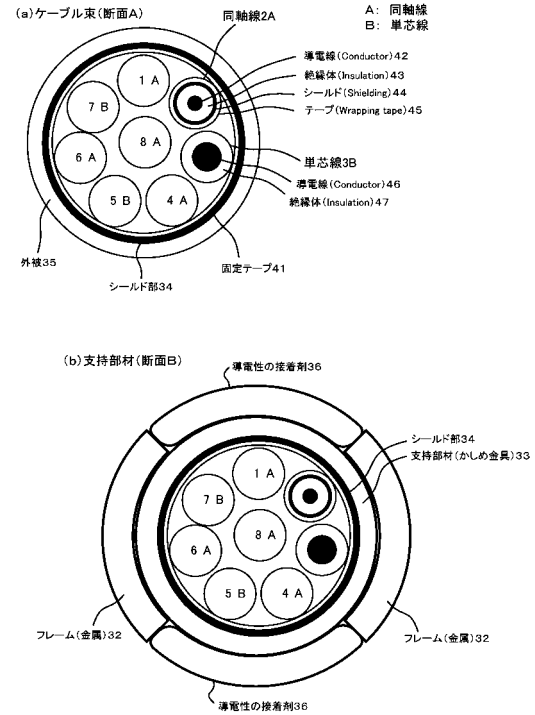 (a)ケーブル束(断面A)
A: 同軸線
B: 単芯線
同軸線2A
導電線(Conductor)42
絶縁体(Insulation)43
シールド(Shielding)44
テープ(Wrapping tape)45
1 A
7 B
8 A
6 A
5 B
4 A
単芯線3B
導電線(Conductor)46
絶縁体(Insulation)47
外被35
固定テープ41
シールド部34
(b)支持部材(断面B)
導電性の接着剤36
シールド部34
支持部材(かしめ金具)33
1 A
7 B
8 A
6 A
5 B
4 A
フレーム(金属)32
フレーム(金属)32
導電性の接着剤36